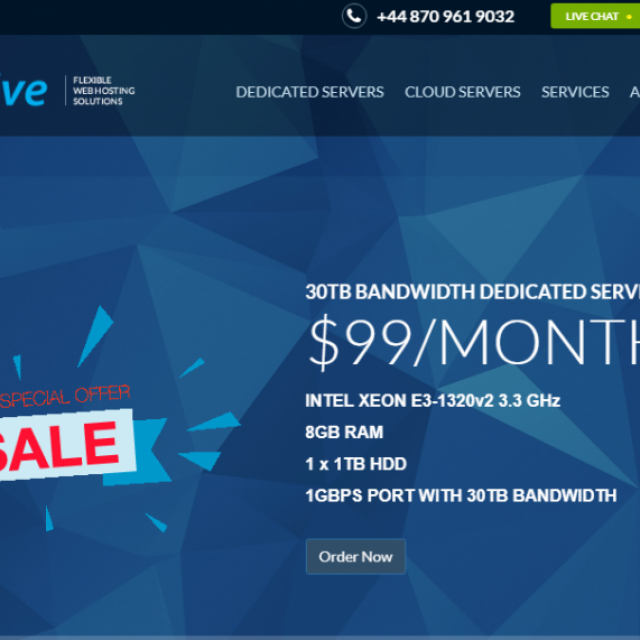 +44 870 961 9032
LIVE CHAT
ve
FLEXIBLE
WEB HOSTING
SOLUTIONS
DEDICATED SERVERS CLOUD SERVERS SERVICES A
30TB BANDWIDTH DEDICATED SERV
$99/MONTH
INTEL XEON E3-1320v2 3.3 GHz
8GB RAM
1 x 1TB HDD
1GBPS PORT WITH 30TB BANDWIDTH
SPECIAL OFFER
SALE
Order Now